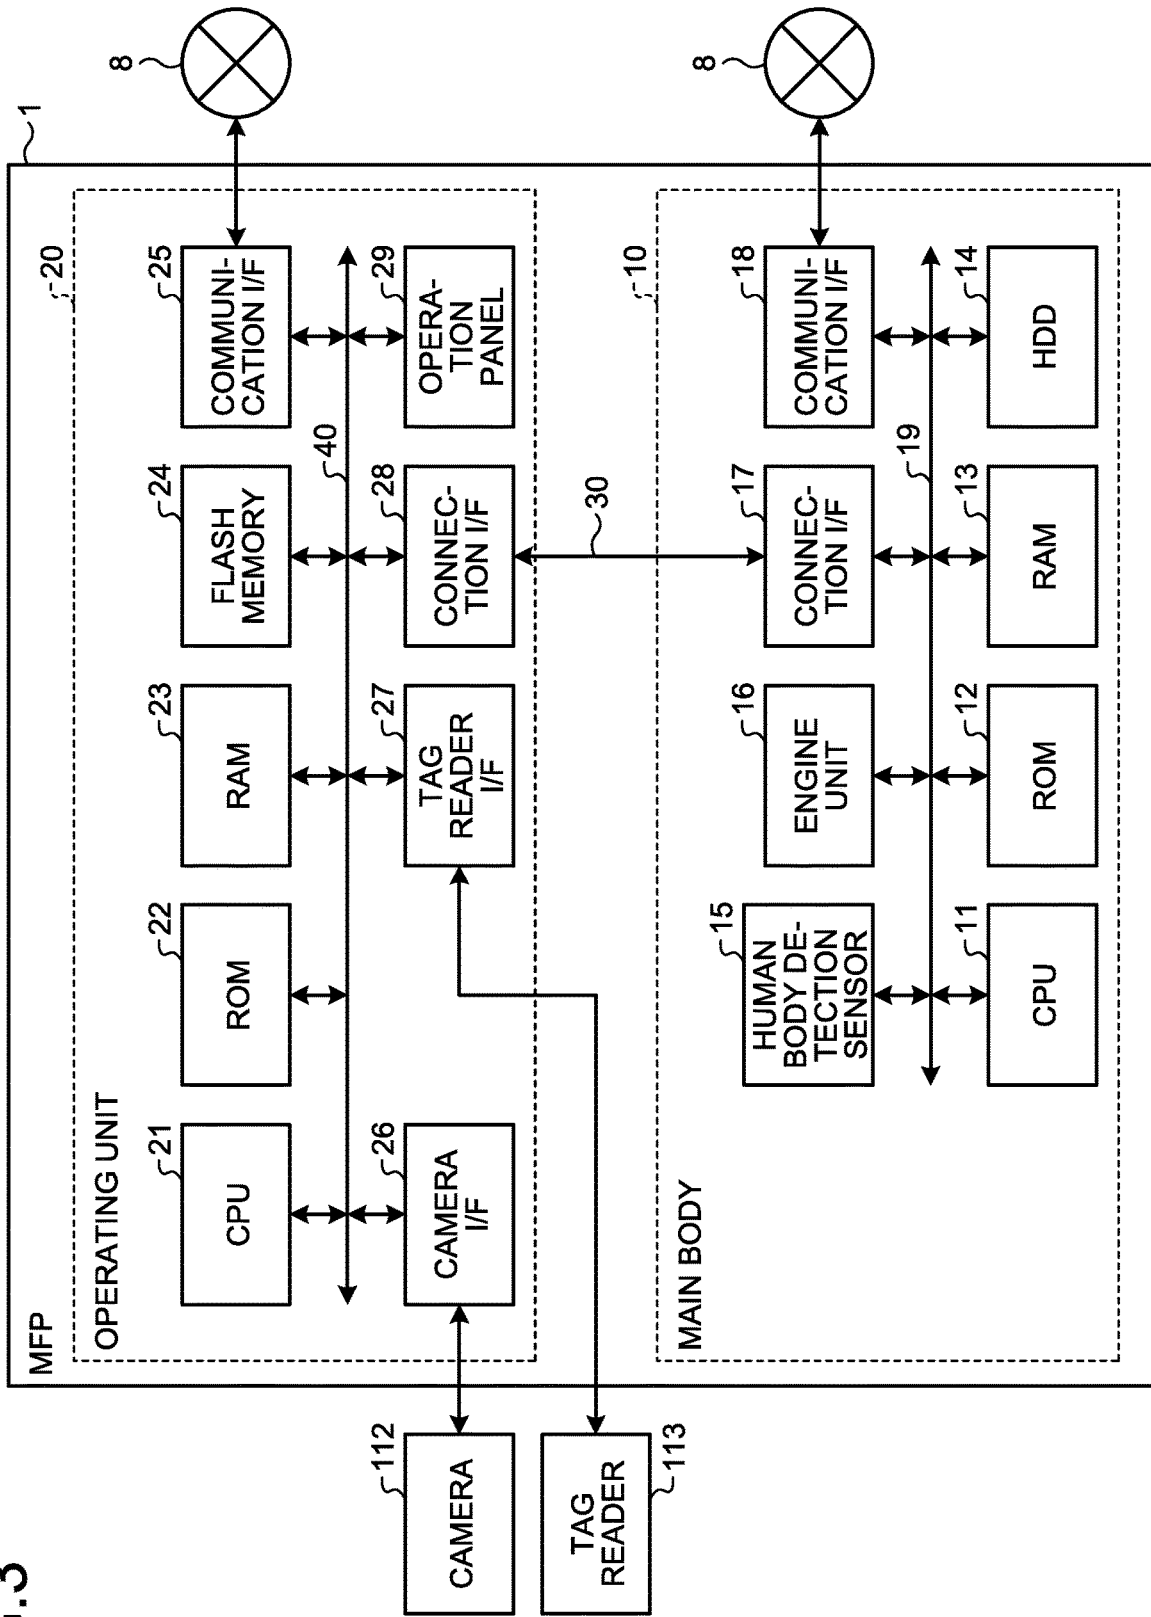 .3
MFP
1
20
OPERATING UNIT
8
21
CPU
22
ROM
23
RAM
24
FLASH
MEMORY
25
COMMUNI-
CATION I/F
40
112
CAMERA
26
CAMERA
I/F
27
TAG
READER
I/F
28
CONNEC-
TION I/F
29
OPERA-
TION
PANEL
TAG
READER
113
30
10
MAIN BODY
8
15
HUMAN
BODY DE-
TECTION
SENSOR
16
ENGINE
UNIT
17
CONNEC-
TION I/F
18
COMMUNI-
CATION I/F
19
11
CPU
12
ROM
13
RAM
14
HDD